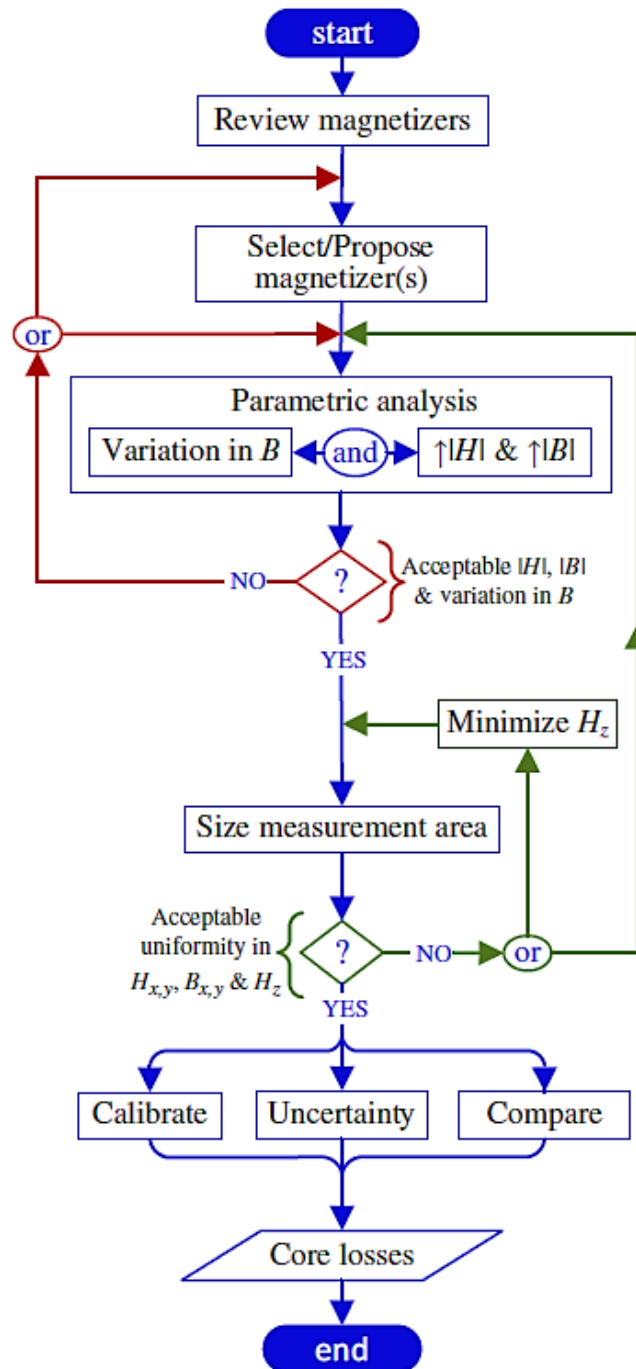 start
Review magnetizers
Select/Propose
magnetizer(s)
or
Parametric analysis
Variation in B
and
↑|H| & ↑|B|
NO
?
Acceptable |H|, |B|
& variation in B
YES
Minimize Hz
Size measurement area
Acceptable
uniformity in
Hx,y, Bx,y & Hz
?
NO
or
YES
Calibrate
Uncertainty
Compare
Core losses
end